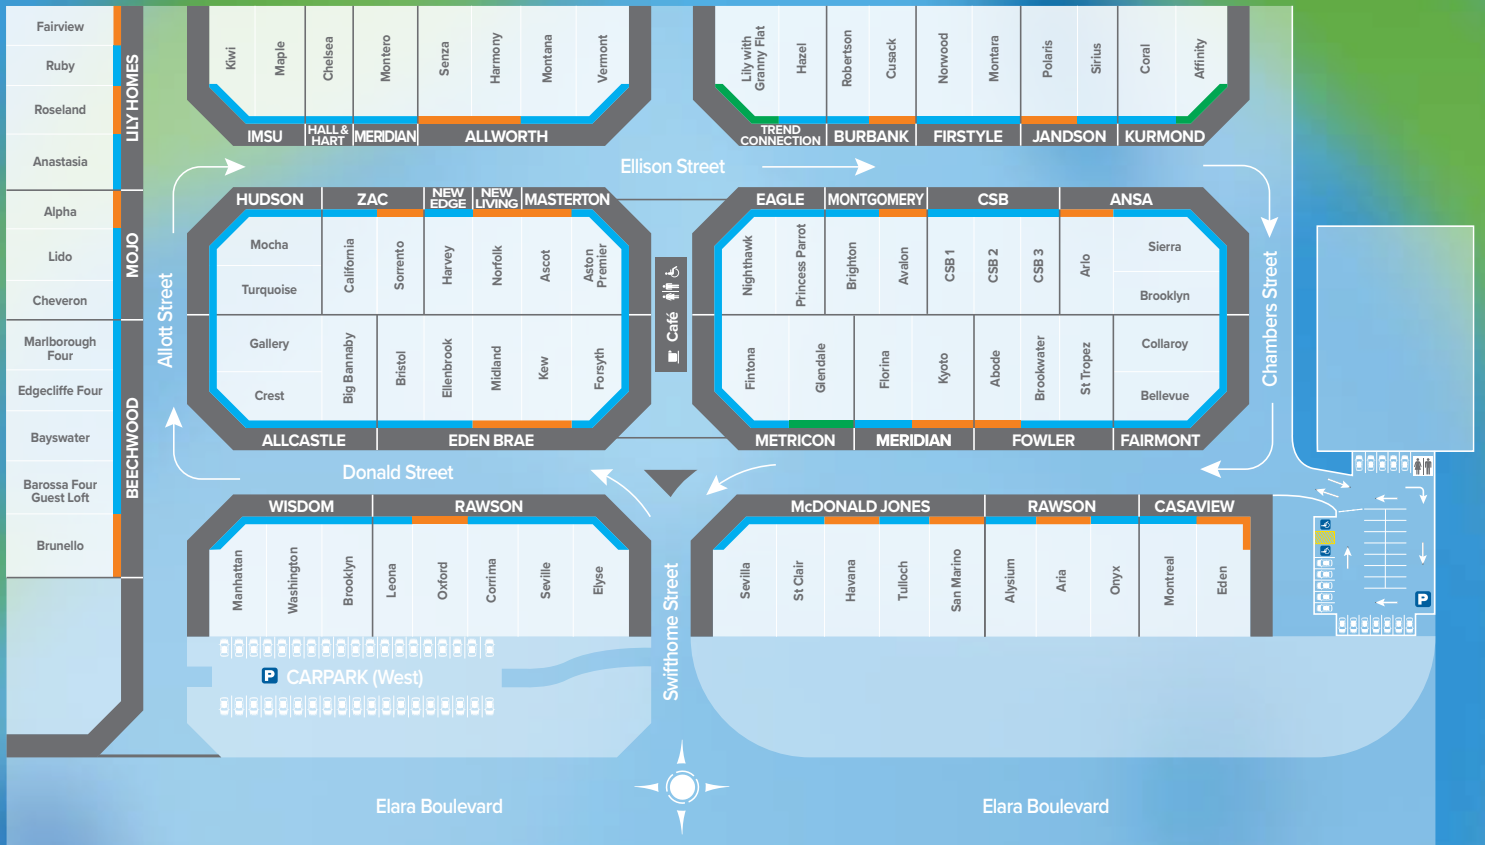 Fairview
Ruby
Roseland
Anastasia
LILY HOMES
Alpha
Lido
Cheveron
MOJO
Marlborough
Four
Edgecliffe Four
Bayswater
Barossa Four
Guest Loft
Brunello
BEECHWOOD
Kiwi
Maple
Chelsea
Montero
Senza
Harmony
Montana
Vermont
IMSU
HALL &
HART
MERIDIAN
ALLWORTH
Lily with
Granny Flat
Hazel
Robertson
Cusack
Norwood
Montara
Polaris
Sirius
Coral
Affinity
TREND
CONNECTION
BURBANK
FIRSTYLE
JANDSON
KURMOND
Ellison Street
Allott Street
HUDSON
ZAC
NEW
EDGE
NEW
LIVING
MASTERTON
Mocha
Turquoise
California
Sorrento
Harvey
Norfolk
Ascot
Aston
Premier
Gallery
Crest
Big Bannaby
Bristol
Ellenbrook
Midland
Kew
Forsyth
ALLCASTLE
EDEN BRAE
Café
EAGLE
MONTGOMERY
CSB
ANSA
Nighthawk
Princess Parrot
Brighton
Avalon
CSB 1
CSB 2
CSB 3
Arlo
Sierra
Brooklyn
Fintona
Glendale
Florina
Kyoto
Abode
Brookwater
St Tropez
Collaroy
Bellevue
METRICON
MERIDIAN
FOWLER
FAIRMONT
Chambers Street
Donald Street
WISDOM
RAWSON
Manhattan
Washington
Brooklyn
Leona
Oxford
Corrima
Seville
Elyse
P
CARPARK (West)
Swifthome Street
McDONALD JONES
RAWSON
CASAVIEW
Sevilla
St Clair
Havana
Tulloch
San Marino
Alysium
Aria
Onyx
Montreal
Eden
P
Elara Boulevard
Elara Boulevard